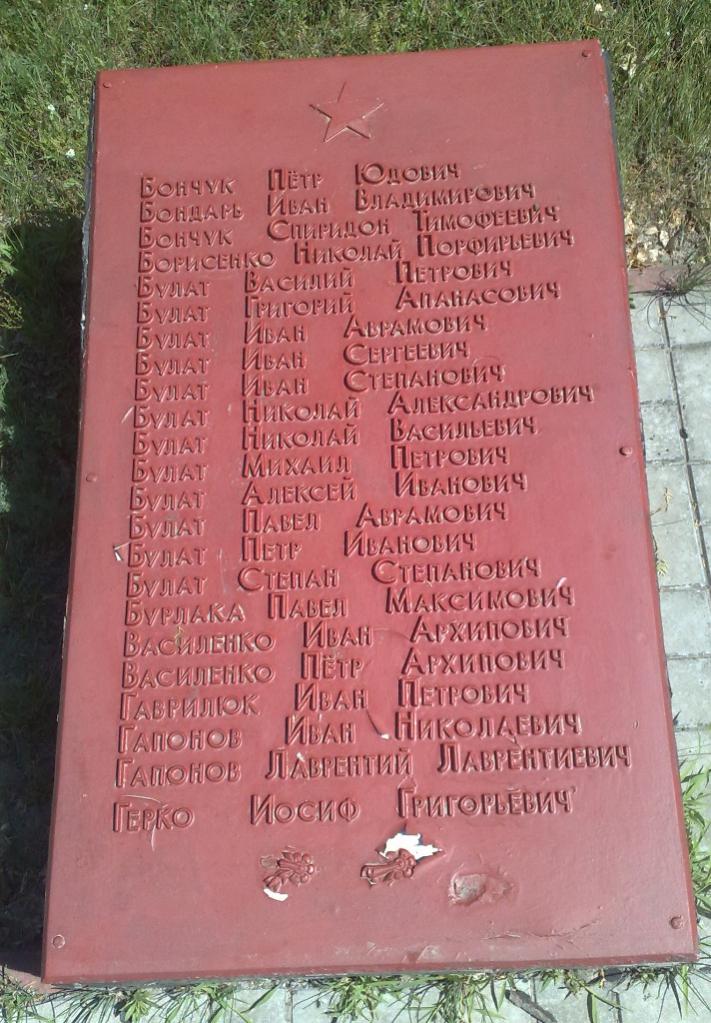 Бончук Пётр Юдович
Бондарь Иван Владимирович
Бончук Спиридон Тимофеевич
Борисенко Николай Порфирьевич
Булат Василий Петрович
Булат Григорий Апанасович
Булат Иван Аврамович
Булат Иван Сергеевич
Булат Иван Степанович
Булат Николай Александрович
Булат Николай Васильевич
Булат Михаил Петрович
Булат Алексей Иванович
Булат Павел Аврамович
Булат Петр Иванович
Булат Степан Степанович
Бурлака Павел Максимович
Василенко Иван Архипович
Василенко Пётр Архипович
Гаврилюк Иван Петрович
Гапонов Иван Николаевич
Гапонов Лаврентий Лаврентиевич
Герко Иосиф Григорьевич